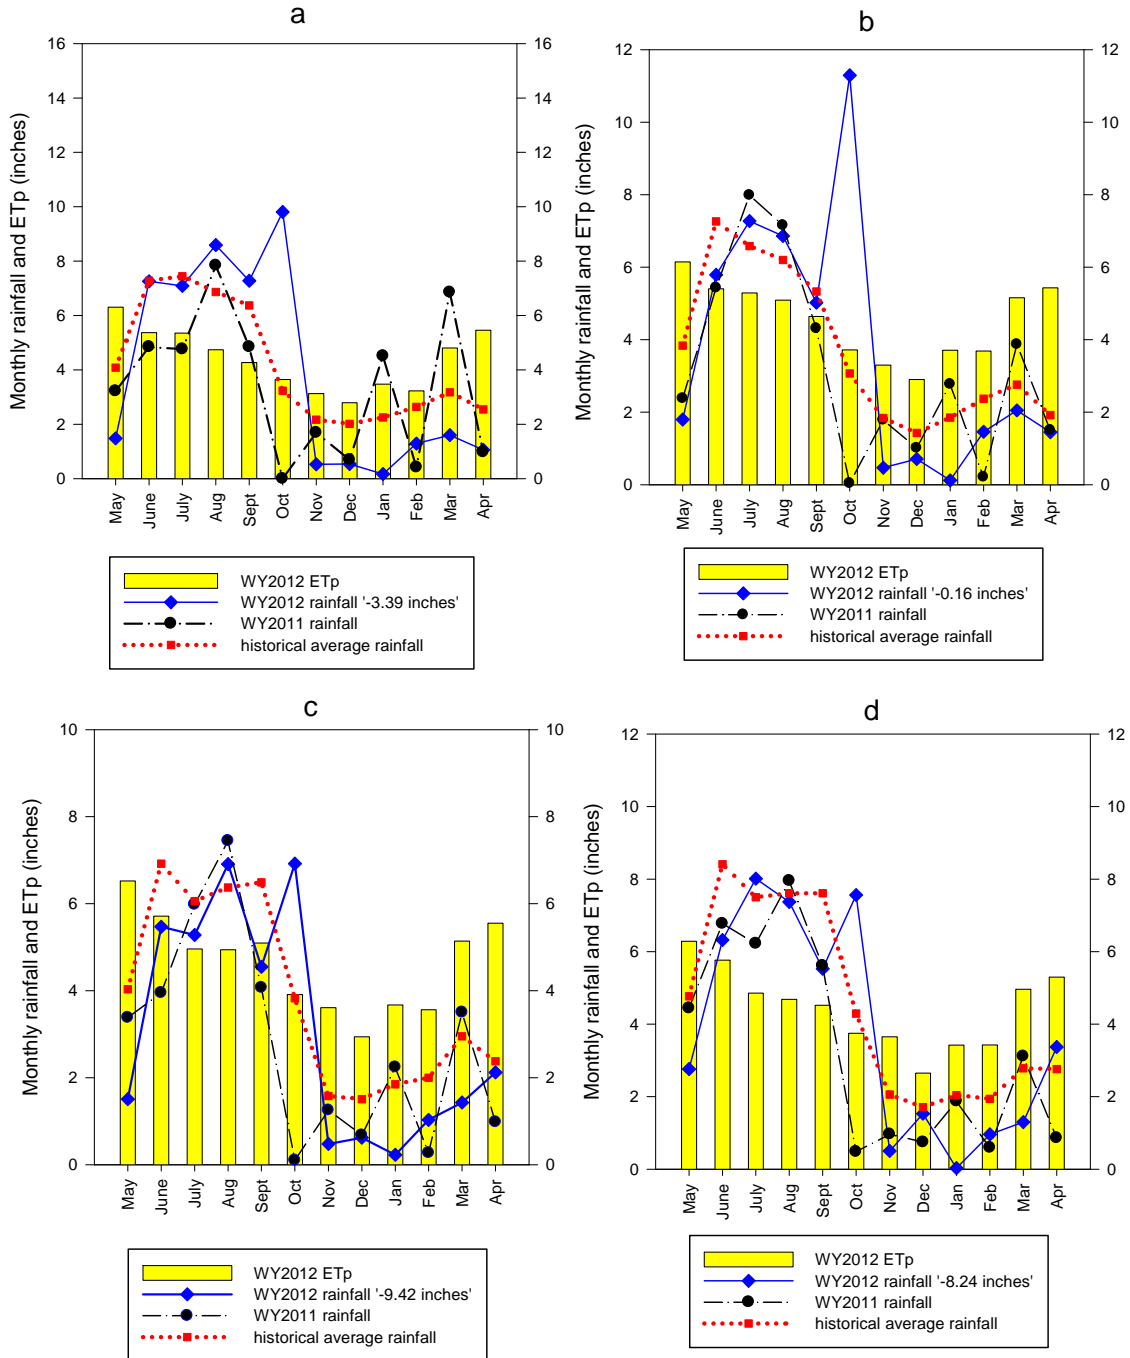 a
Monthly rainfall and ETp (inches)
16 14 12 10 8 6 4 2 0
16 14 12 10 8 6 4 2 0
May June July Aug Sept Oct Nov Dec Jan Feb Mar Apr
WY2012 ETp
WY2012 rainfall '-3.39 inches'
WY2011 rainfall
historical average rainfall
b
Monthly rainfall and ETp (inches)
12 10 8 6 4 2 0
12 10 8 6 4 2 0
May June July Aug Sept Oct Nov Dec Jan Feb Mar Apr
WY2012 ETp
WY2012 rainfall '-0.16 inches'
WY2011 rainfall
historical average rainfall
c
Monthly rainfall and ETp (inches)
10 8 6 4 2 0
10 8 6 4 2 0
May June July Aug Sept Oct Nov Dec Jan Feb Mar Apr
WY2012 ETp
WY2012 rainfall '-9.42 inches'
WY2011 rainfall
historical average rainfall
d
Monthly rainfall and ETp (inches)
12 10 8 6 4 2 0
12 10 8 6 4 2 0
May June July Aug Sept Oct Nov Dec Jan Feb Mar Apr
WY2012 ETp
WY2012 rainfall '-8.24 inches'
WY2011 rainfall
historical average rainfall